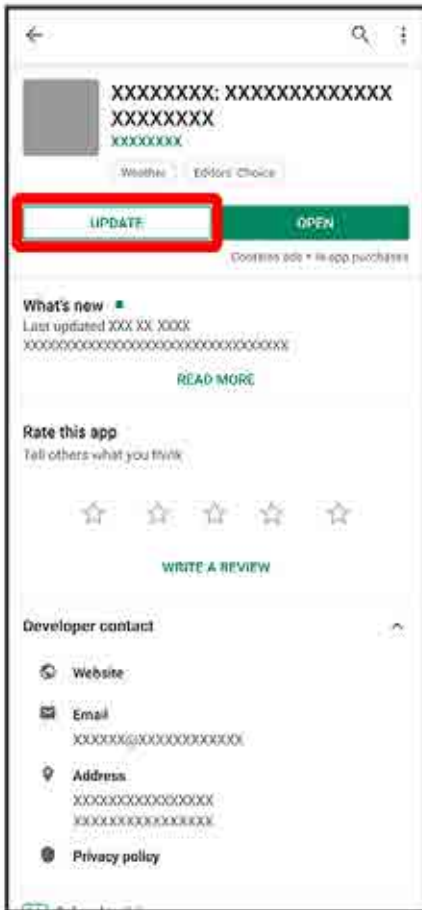 XXXXXXXX: XXXXXXXXXXXXX
XXXXXXXX
XXXXXXXX
Weather Editors' Choice
UPDATE OPEN
Contains ads • In-app purchases
What's new
Last updated XXX XX, XXXX
XXXXXXXXXXXXXXXXXXXXXXXXXXXXXXXX
READ MORE
Rate this app
Tell others what you think
WRITE A REVIEW
Developer contact
Website
Email
XXXXXX@XXXXXXXXXXXX
Address
XXXXXXXXXXXXXXXX
XXXXXXXXXXXXXXXX
Privacy policy